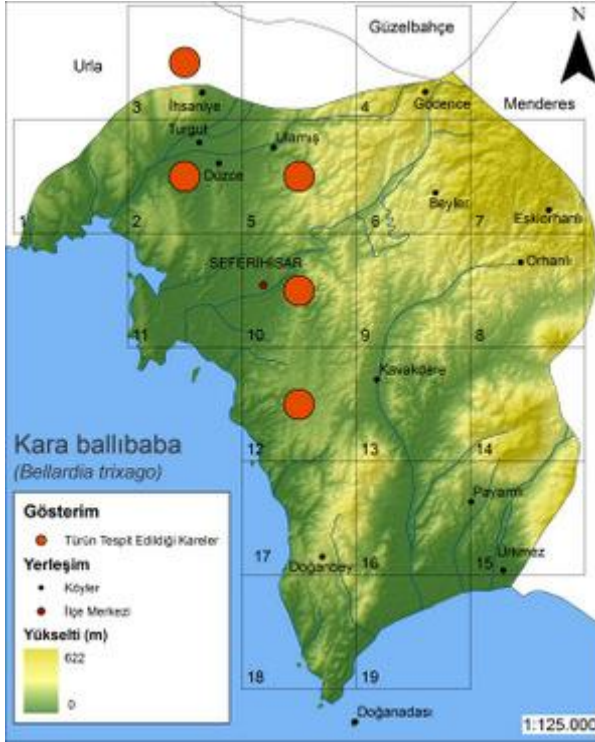 Güzelbahçe
N
Urla
Menderes
İhsaniye
3
4
Gödence
Turgut
Ulamış
Düzce
Beyler
Eskiorhanlı
1
2
5
6
7
SEFERİHİSAR
Orhanlı
11
10
9
8
Kavakdere
Kara ballıbaba
(Bellardia trixago)
12
13
14
Payamlı
Gösterim
Türün Tespit Edildiği Kareler
Yerleşim
Köyler
İlçe Merkezi
Yükselti (m)
622
0
Doğanbey
Ürkmez
17
16
15
18
19
Doğanadası
1:125.000